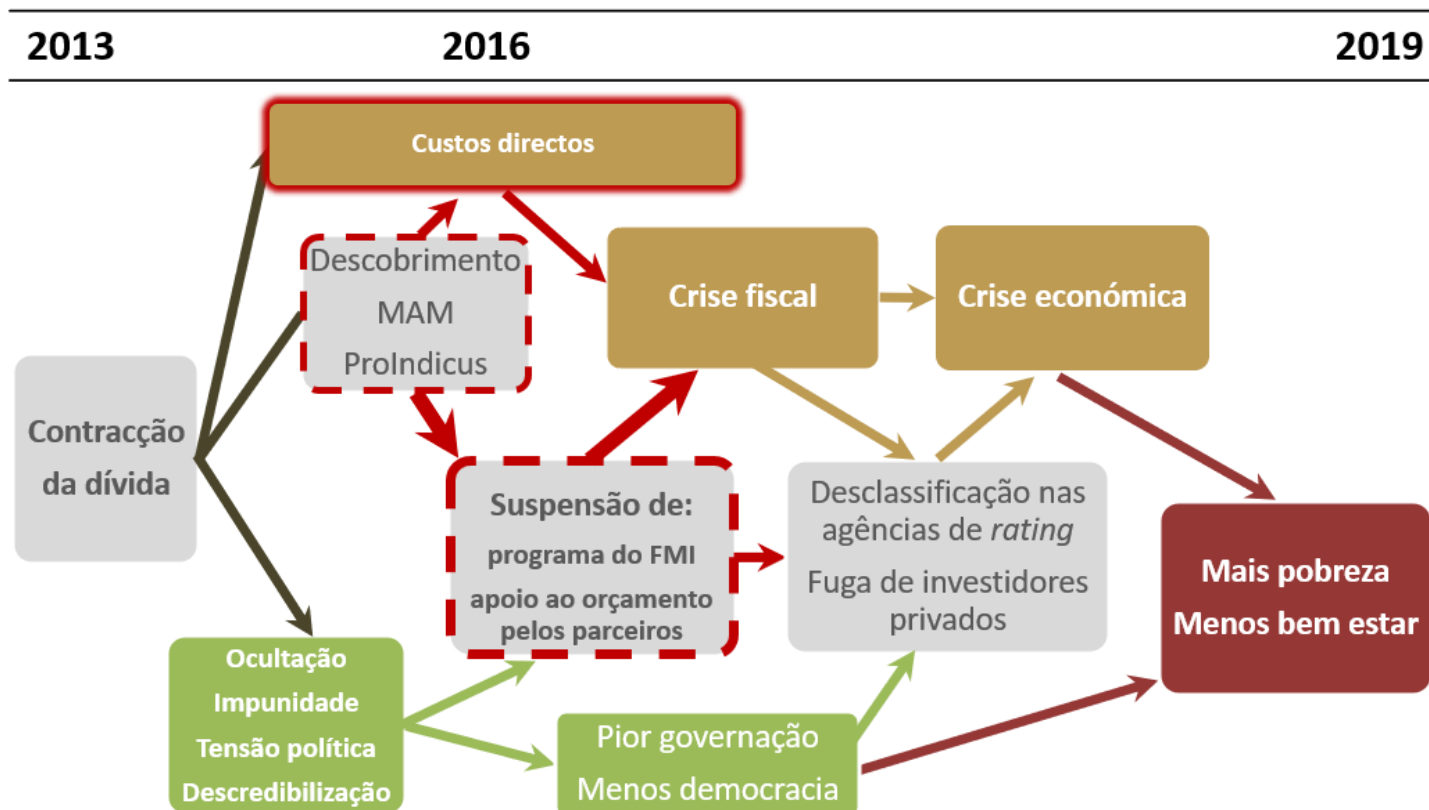 2013
2016
2019
Custos directos
Descobrimento
MAM
ProIndicus
Crise fiscal
Crise económica
Contracção
da dívida
Suspensão de:
programa do FMI
apoio ao orçamento
pelos parceiros
Desclassificação nas
agências de rating
Fuga de investidores
privados
Mais pobreza
Menos bem estar
Ocultação
Impunidade
Tensão política
Descredibilização
Pior governação
Menos democracia